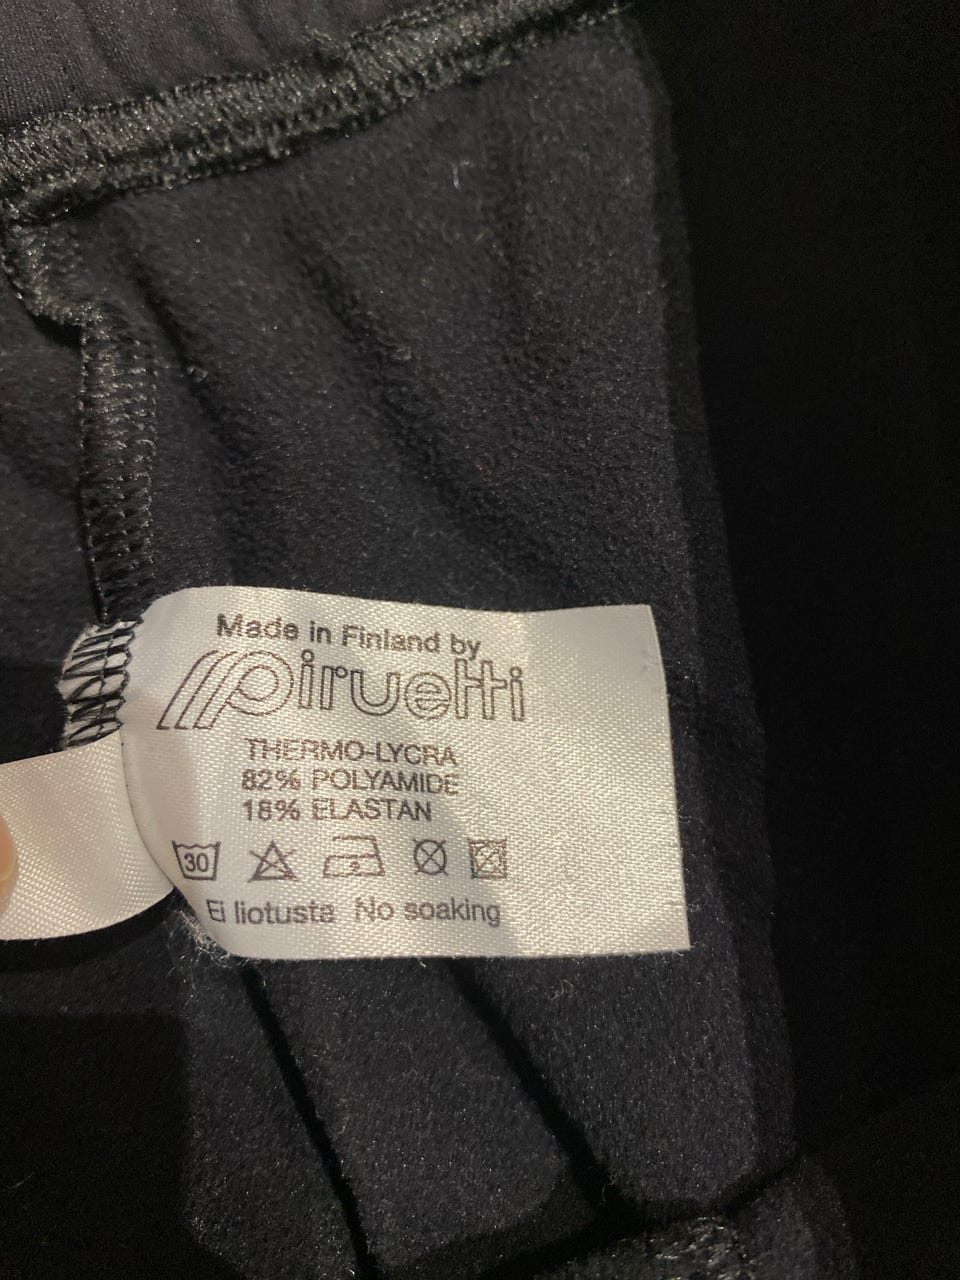 Made in Finland by
Piruetti
THERMO-LYCRA
82% POLYAMIDE
18% ELASTAN
30
Ei liotusta No soaking